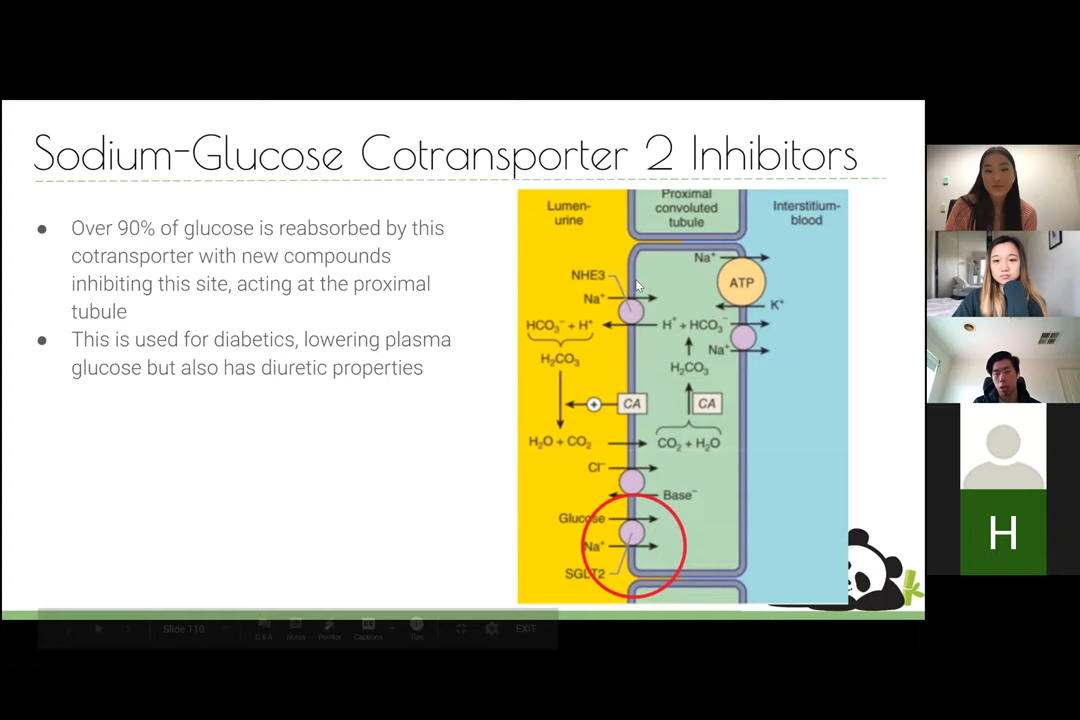 Sodium-Glucose Cotransporter 2 Inhibitors
● Over 90% of glucose is reabsorbed by this
cotransporter with new compounds
inhibiting this site, acting at the proximal
tubule
● This is used for diabetics, lowering plasma
glucose but also has diuretic properties
Lumen-
urine
Proximal
convoluted
tubule
Interstitium-
blood
Na⁺
ATP
K⁺
NHE3
Na⁺
HCO₃⁻ + H⁺
H⁺ + HCO₃⁻
Na⁺
H₂CO₃
H₂CO₃
+
CA
CA
H₂O + CO₂
CO₂ + H₂O
Cl⁻
Base⁻
Glucose
Na⁺
SGLT2
H
Slide 110
Q & A
Notes
Pointer
Captions
Tips
EXIT